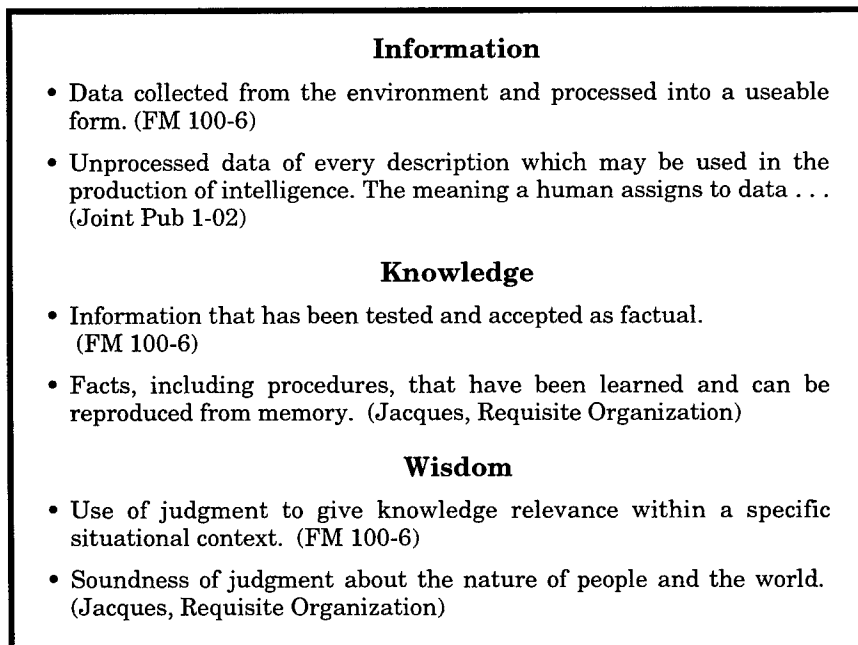 Information
• Data collected from the environment and processed into a useable
form. (FM 100-6)
• Unprocessed data of every description which may be used in the
production of intelligence. The meaning a human assigns to data . . .
(Joint Pub 1-02)
Knowledge
• Information that has been tested and accepted as factual.
(FM 100-6)
• Facts, including procedures, that have been learned and can be
reproduced from memory. (Jacques, Requisite Organization)
Wisdom
• Use of judgment to give knowledge relevance within a specific
situational context. (FM 100-6)
• Soundness of judgment about the nature of people and the world.
(Jacques, Requisite Organization)